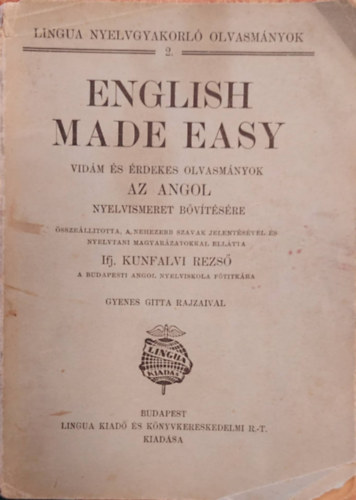 LINGUA NYELVGYAKORLÓ OLVASMÁNYOK
2.
ENGLISH
MADE EASY
VIDÁM ÉS ÉRDEKES OLVASMÁNYOK
AZ ANGOL
NYELVISMERET BŐVÍTÉSÉRE
ÖSSZEÁLLITOTTA, A NEHEZEBB SZAVAK JELENTÉSÉVEL ÉS
NYELVTANI MAGYARÁZATOKKAL ELLÁTTA
Ifj. KUNFALVI REZSŐ
A BUDAPESTI ANGOL NYELVISKOLA FŐTITKÁRA
GYENES GITTA RAJZAIVAL
LINGUA
KIADÁS
BUDAPEST
LINGUA KIADÓ ÉS KÖNYVKERESKEDELMI R.-T.
KIADÁSA